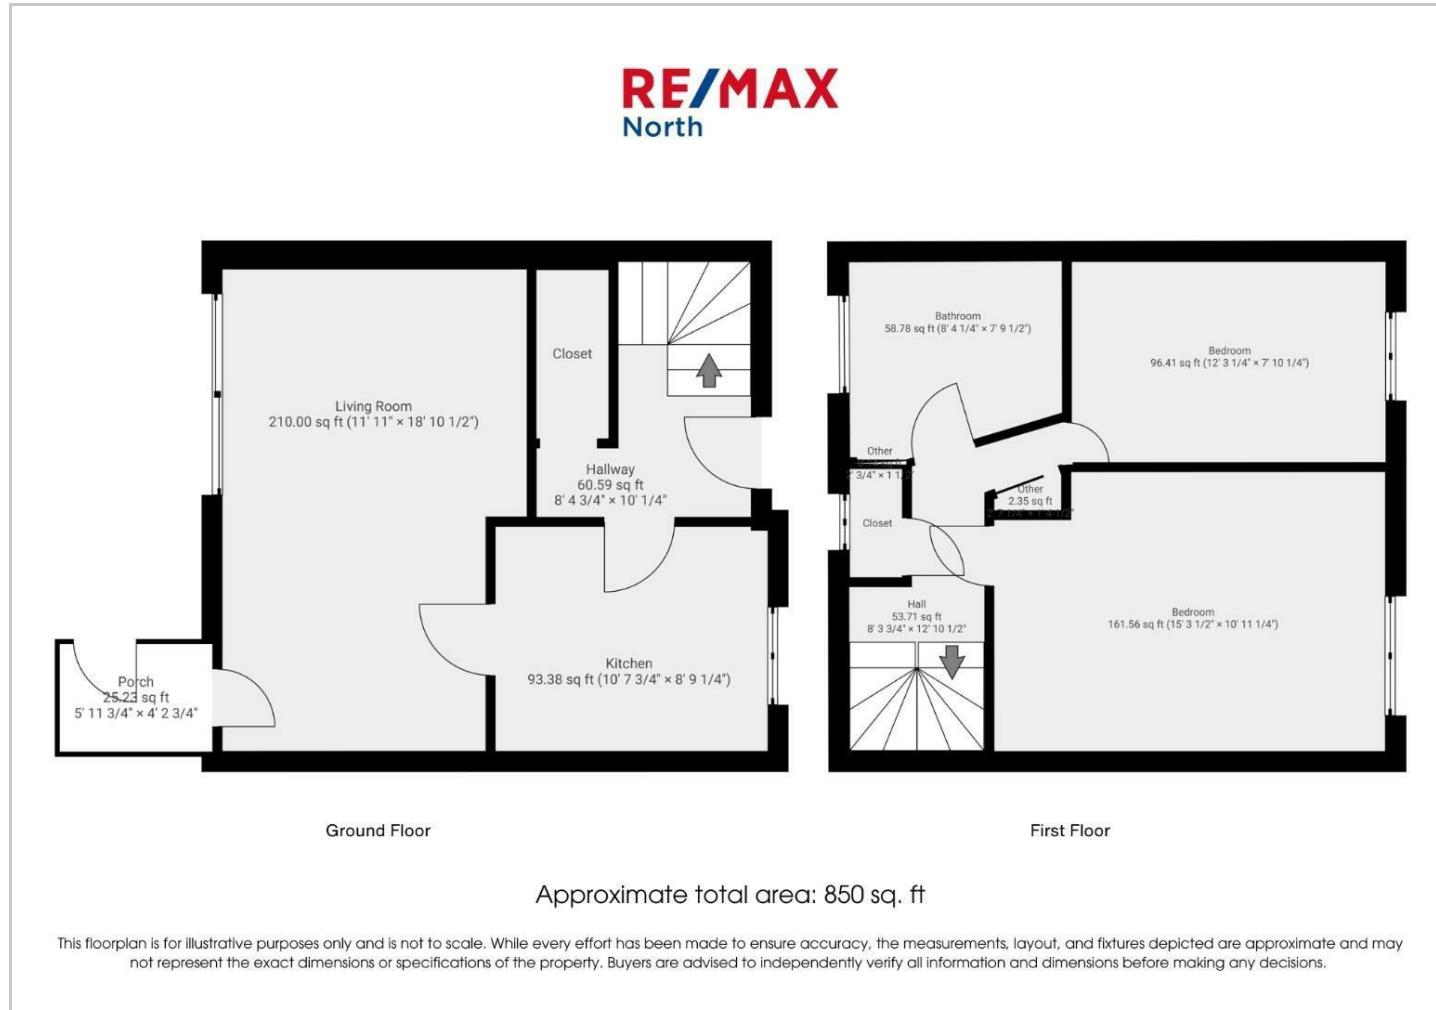 RE/MAX
North
Living Room
210.00 sq ft (11' 11" × 18' 10 1/2")
Closet
Hallway
60.59 sq ft
8' 4 3/4" × 10' 1/4"
Kitchen
93.38 sq ft (10' 7 3/4" × 8' 9 1/4")
Porch
25.23 sq ft
5' 11 3/4" × 4' 2 3/4"
Ground Floor
Bathroom
58.78 sq ft (8' 4 1/4" × 7' 9 1/2")
Bedroom
96.41 sq ft (12' 3 1/4" × 7' 10 1/4")
Other
Other
2.35 sq ft
Closet
Hall
53.71 sq ft
8' 3 3/4" × 12' 10 1/2"
Bedroom
161.56 sq ft (15' 3 1/2" × 10' 11 1/4")
First Floor
Approximate total area: 850 sq. ft
This floorplan is for illustrative purposes only and is not to scale. While every effort has been made to ensure accuracy, the measurements, layout, and fixtures depicted are approximate and may
not represent the exact dimensions or specifications of the property. Buyers are advised to independently verify all information and dimensions before making any decisions.